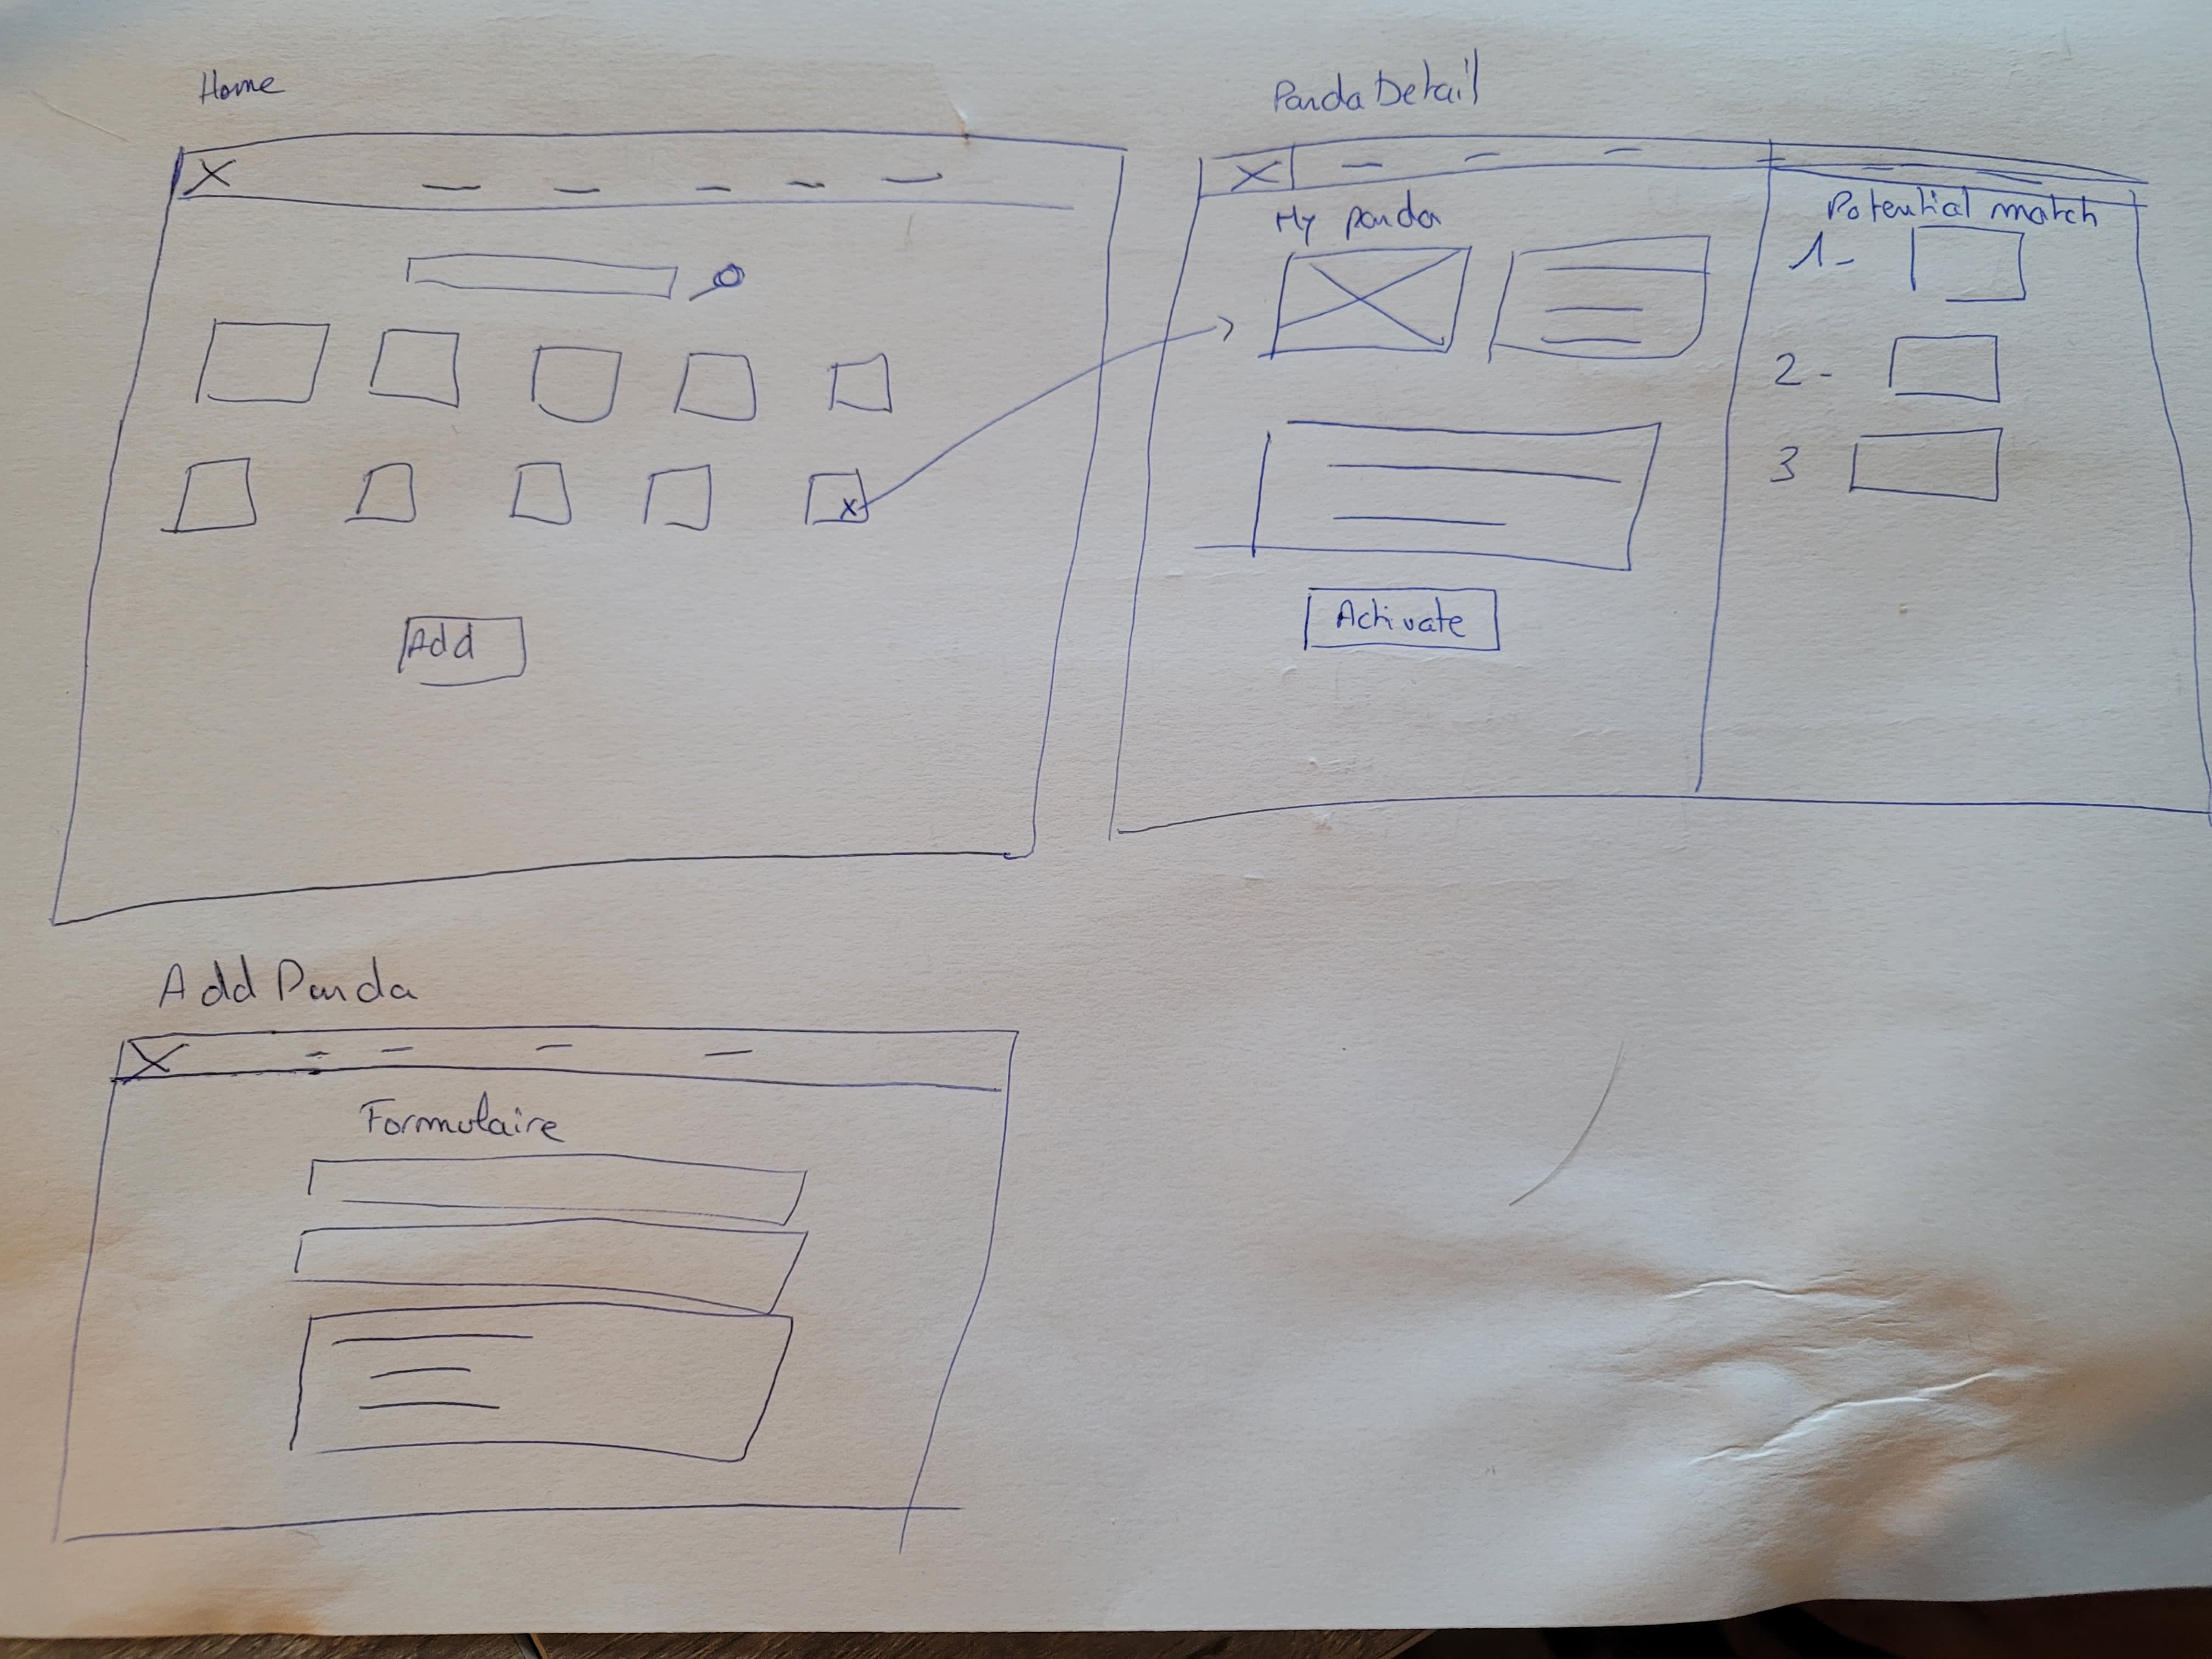 Home
Add
Panda Detail
My panda
Activate
Potential match
1-
2-
3
Add Panda
Formulaire